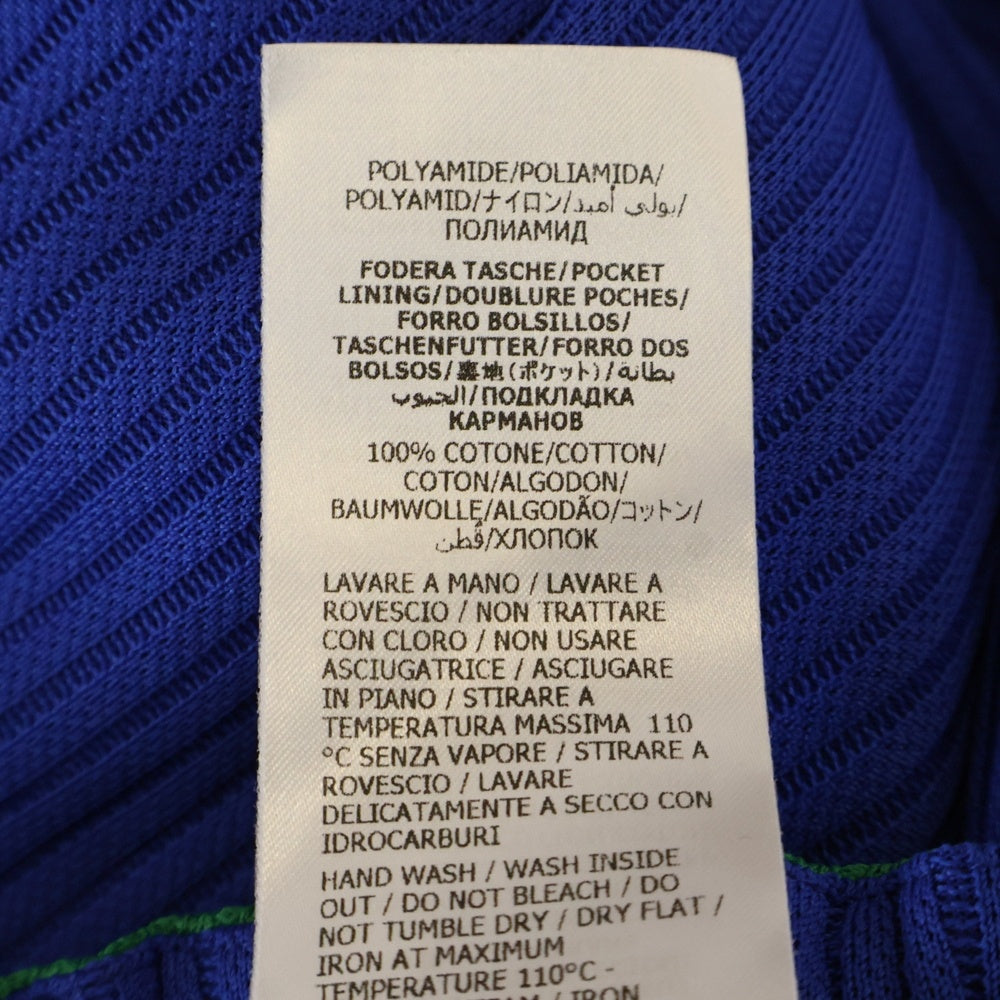 POLYAMIDE/POLIAMIDA/
POLYAMID/ナイロン/بولي أميد/
ПОЛИАМИД
FODERA TASCHE/POCKET
LINING/DOUBLURE POCHES/
FORRO BOLSILLOS/
TASCHENFUTTER/FORRO DOS
BOLSOS/裏地(ポケット)/بطانة
الجيوب/ПОДКЛАДКА
КАРМАНОВ
100% COTONE/COTTON/
COTON/ALGODON/
BAUMWOLLE/ALGODÃO/コットン/
قُطن/ХЛОПОК
LAVARE A MANO / LAVARE A
ROVESCIO / NON TRATTARE
CON CLORO / NON USARE
ASCIUGATRICE / ASCIUGARE
IN PIANO / STIRARE A
TEMPERATURA MASSIMA 110
°C SENZA VAPORE / STIRARE A
ROVESCIO / LAVARE
DELICATAMENTE A SECCO CON
IDROCARBURI
HAND WASH / WASH INSIDE
OUT / DO NOT BLEACH / DO
NOT TUMBLE DRY / DRY FLAT /
IRON AT MAXIMUM
TEMPERATURE 110°C -
/ IRON